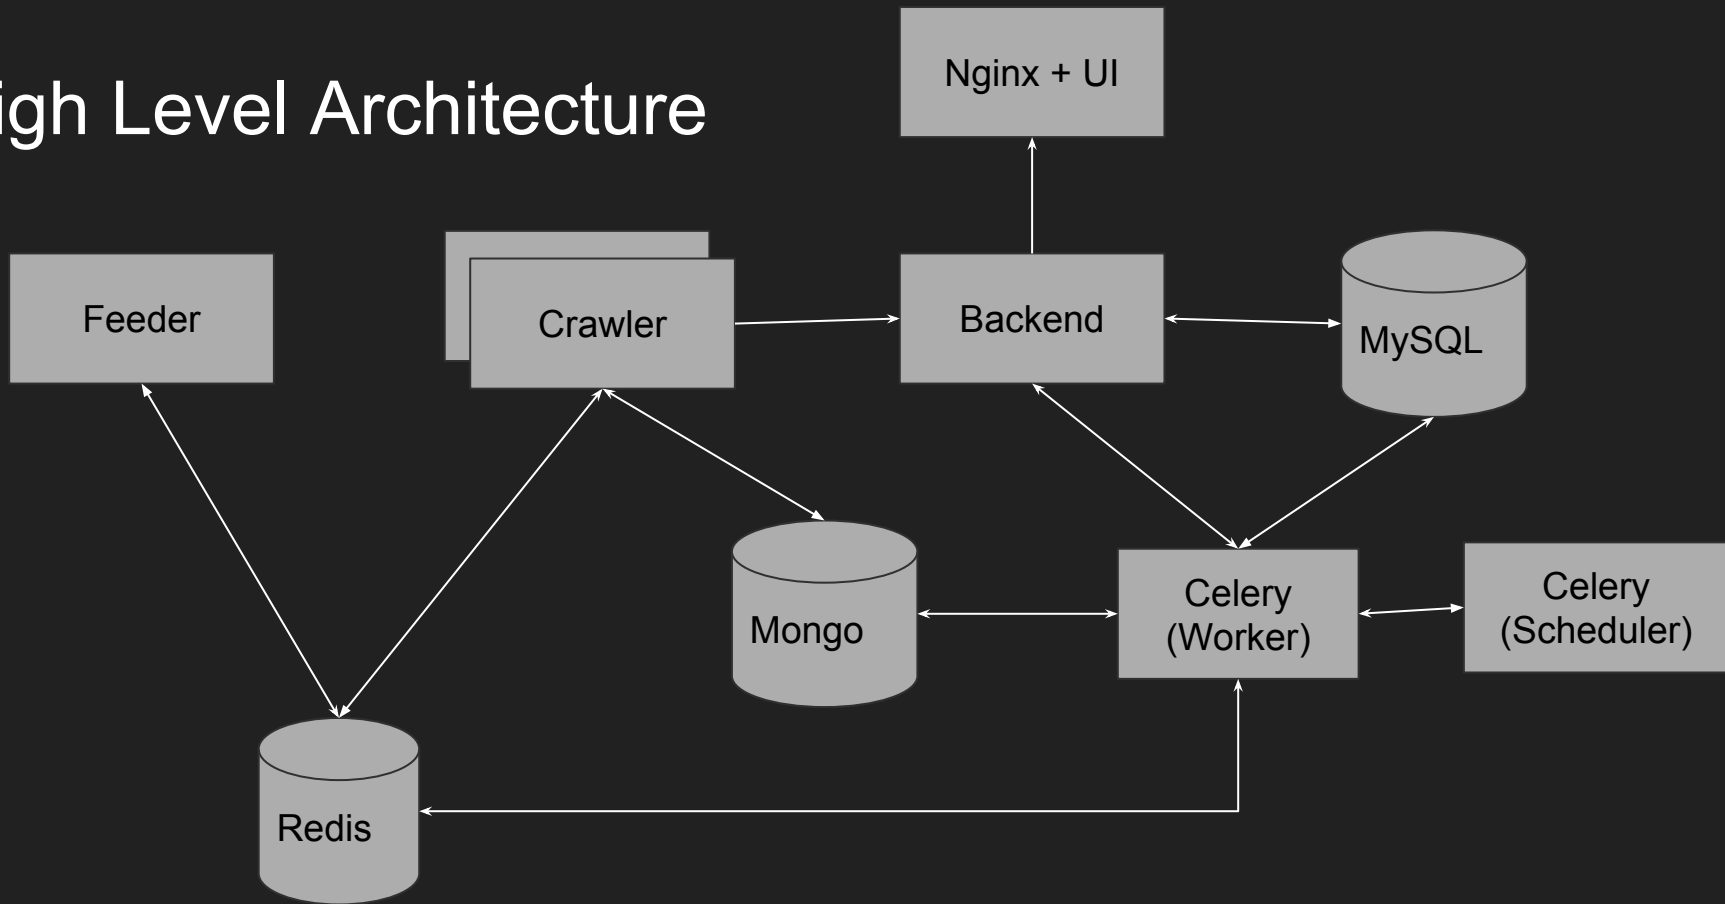 igh Level Architecture
Nginx + UI
Feeder
Crawler
Backend
MySQL
Mongo
Celery
(Worker)
Celery
(Scheduler)
Redis